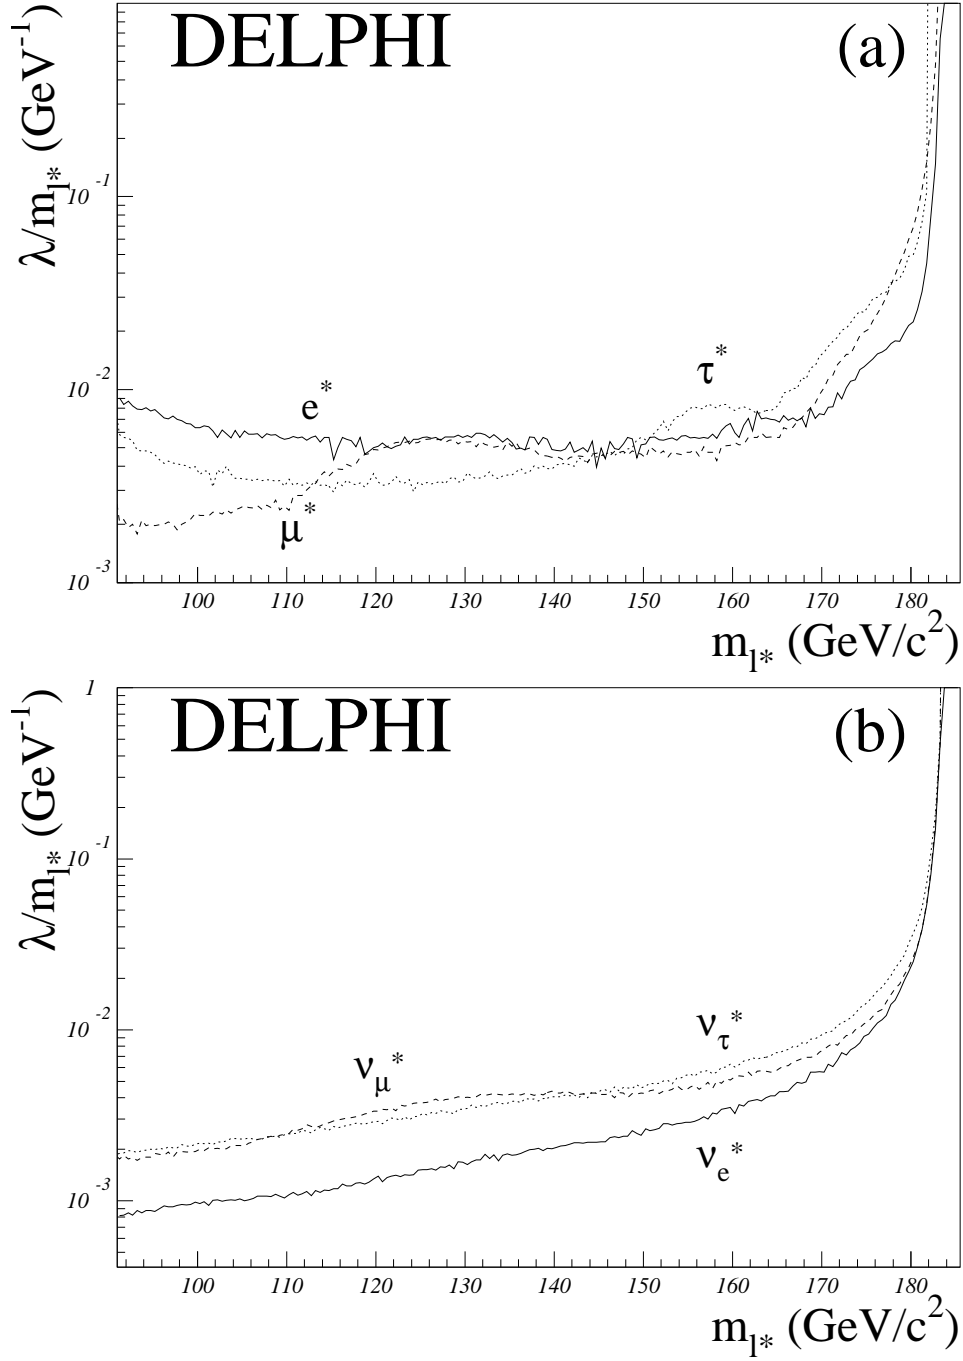 DELPHI
(a)
λ/m_l* (GeV^-1)
10^-1
10^-2
10^-3
e*
τ*
μ*
100 110 120 130 140 150 160 170 180
m_l* (GeV/c^2)
DELPHI
(b)
λ/m_l* (GeV^-1)
1
10^-1
10^-2
10^-3
ν_τ*
ν_μ*
ν_e*
100 110 120 130 140 150 160 170 180
m_l* (GeV/c^2)